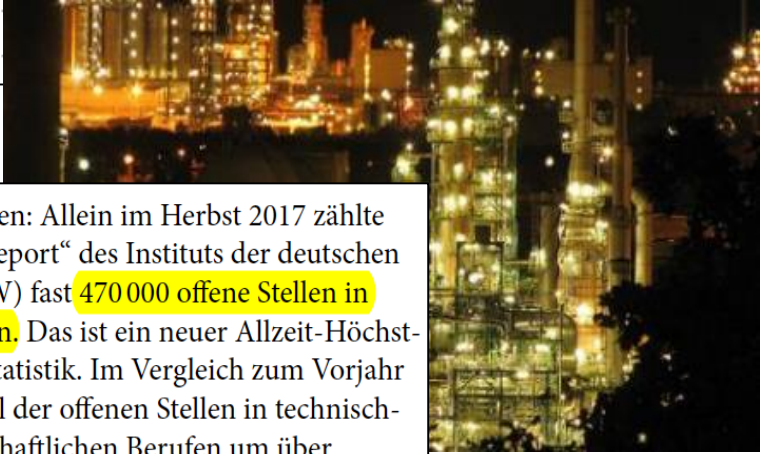 en: Allein im Herbst 2017 zählte
eport“ des Instituts der deutschen
W) fast 470 000 offene Stellen in
n. Das ist ein neuer Allzeit-Höchst-
tatistik. Im Vergleich zum Vorjahr
l der offenen Stellen in technisch-
haftlichen Berufen um über